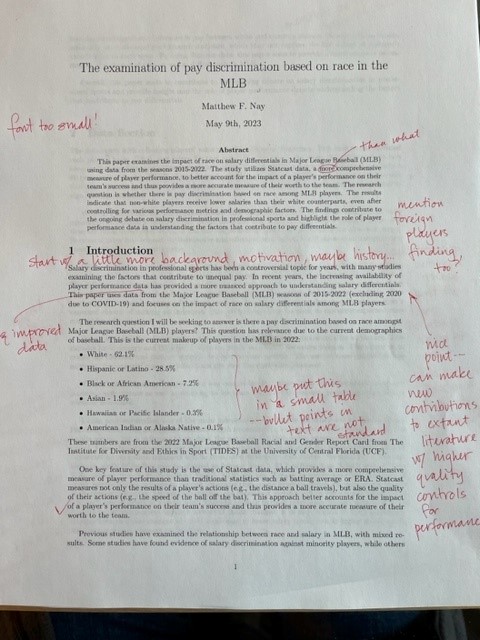 The examination of pay discrimination based on race in the
MLB
Matthew F. Nay
May 9th, 2023
font too small!
Abstract
than what
This paper examines the impact of race on salary differentials in Major League Baseball (MLB)
using data from the seasons 2015-2022. The study utilizes Statcast data, a more comprehensive
measure of player performance, to better account for the impact of a player's performance on their
team's success and thus provides a more accurate measure of their worth to the team. The research
question is whether there is pay discrimination based on race among MLB players. The results
indicate that non-white players receive lower salaries than their white counterparts, even after
controlling for various performance metrics and demographic factors. The findings contribute to
the ongoing debate on salary discrimination in professional sports and highlight the role of player
performance data in understanding the factors that contribute to pay differentials.
mention
foreign
players
finding
too?
1 Introduction
start w/ a little more background, motivation, maybe history...
Salary discrimination in professional sports has been a controversial topic for years, with many studies
examining the factors that contribute to unequal pay. In recent years, the increasing availability of
player performance data has provided a more nuanced approach to understanding salary differentials.
This paper uses data from the Major League Baseball (MLB) seasons of 2015-2022 (excluding 2020
due to COVID-19) and focuses on the impact of race on salary differentials among MLB players.
& improved
data
The research question I will be seeking to answer is there a pay discrimination based on race amongst
Major League Baseball (MLB) players? This question has relevance due to the current demographics
of baseball. This is the current makeup of players in the MLB in 2022:
• White - 62.1%
• Hispanic or Latino - 28.5%
• Black or African American - 7.2%
• Asian - 1.9%
• Hawaiian or Pacific Islander - 0.3%
• American Indian or Alaska Native - 0.1%
maybe put this
in a small table
--bullet points in
text are not
standard
nice
point--
can make
new
contributions
to extant
literature
w/ higher
quality
controls
for
performance
These numbers are from the 2022 Major League Baseball Racial and Gender Report Card from The
Institute for Diversity and Ethics in Sport (TIDES) at the University of Central Florida (UCF).
One key feature of this study is the use of Statcast data, which provides a more comprehensive
measure of player performance than traditional statistics such as batting average or ERA. Statcast
measures not only the results of a player's actions (e.g., the distance a ball travels), but also the quality
of their actions (e.g., the speed of the ball off the bat). This approach better accounts for the impact
of a player's performance on their team's success and thus provides a more accurate measure of their
worth to the team.
Previous studies have examined the relationship between race and salary in MLB, with mixed re-
sults. Some studies have found evidence of salary discrimination against minority players, while others
1